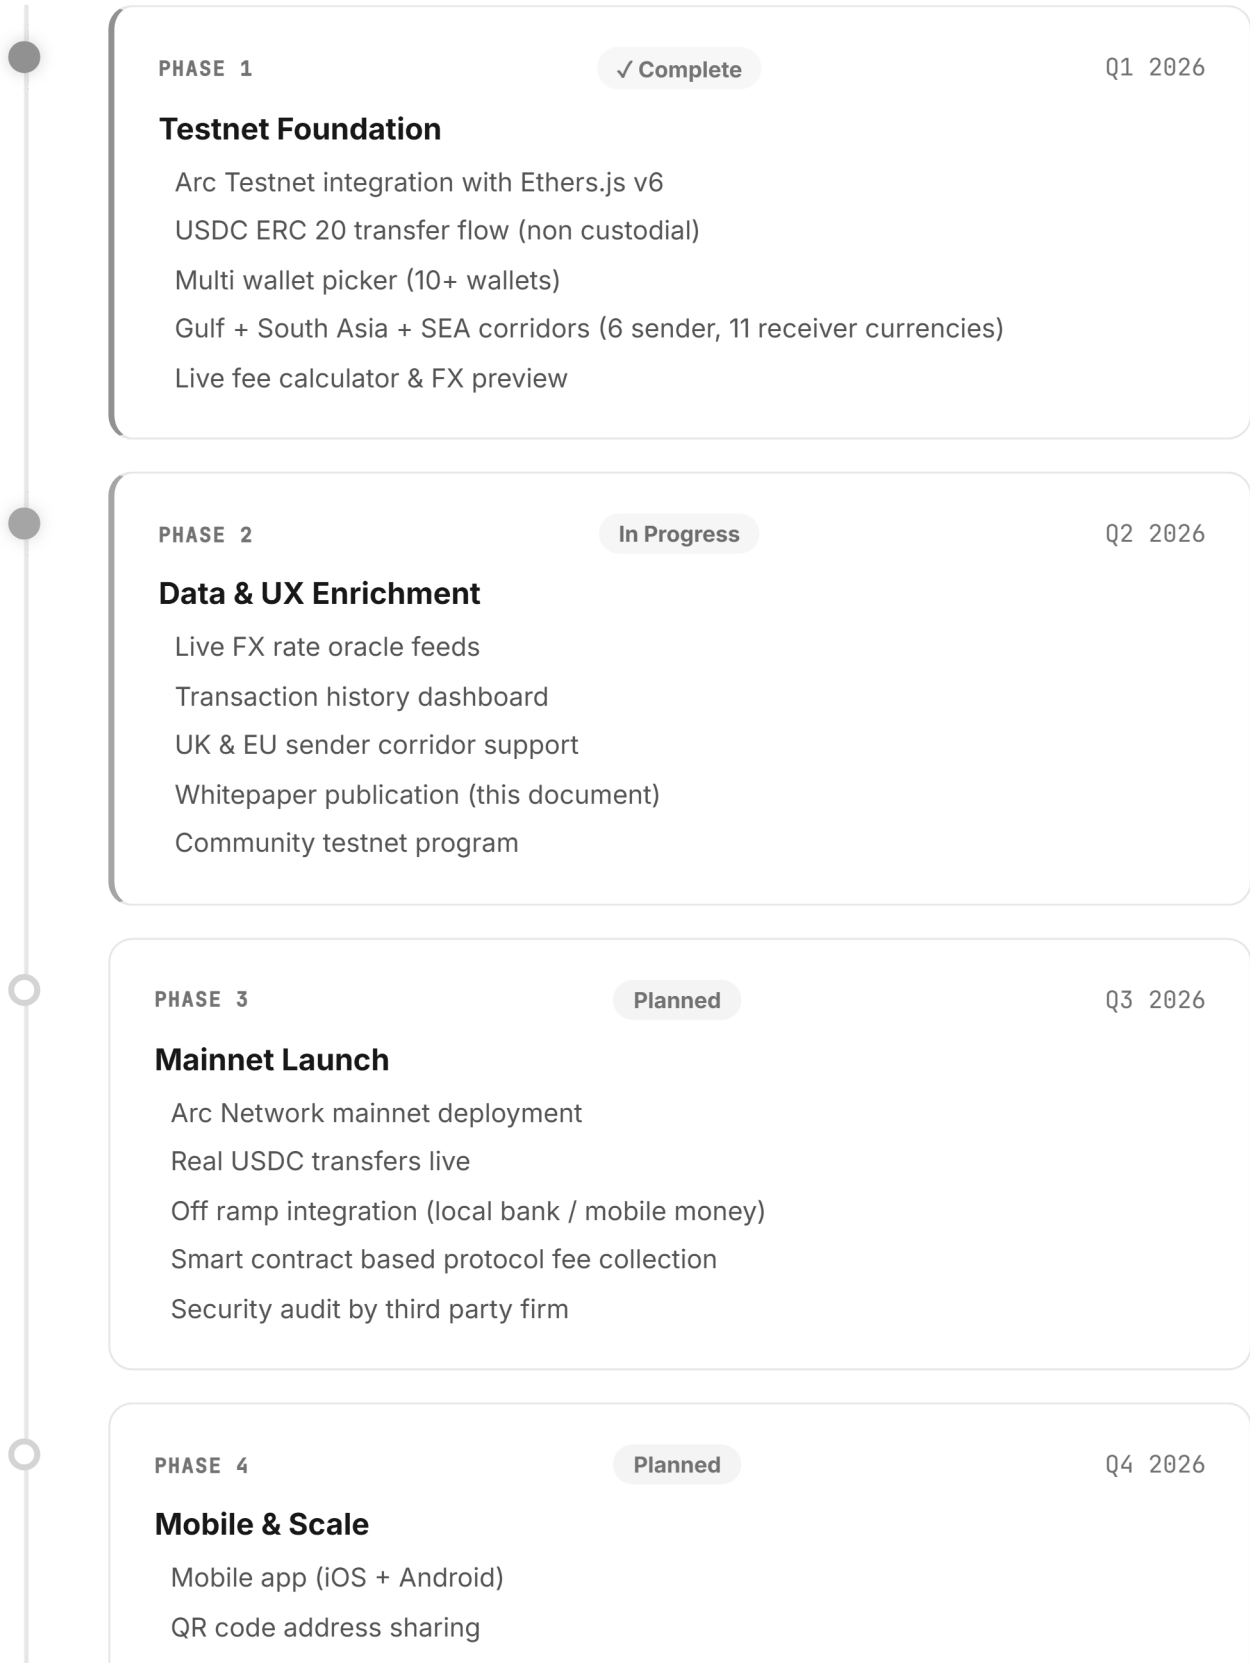 PHASE 1
✓ Complete
Q1 2026
Testnet Foundation
Arc Testnet integration with Ethers.js v6
USDC ERC 20 transfer flow (non custodial)
Multi wallet picker (10+ wallets)
Gulf + South Asia + SEA corridors (6 sender, 11 receiver currencies)
Live fee calculator & FX preview
PHASE 2
In Progress
Q2 2026
Data & UX Enrichment
Live FX rate oracle feeds
Transaction history dashboard
UK & EU sender corridor support
Whitepaper publication (this document)
Community testnet program
PHASE 3
Planned
Q3 2026
Mainnet Launch
Arc Network mainnet deployment
Real USDC transfers live
Off ramp integration (local bank / mobile money)
Smart contract based protocol fee collection
Security audit by third party firm
PHASE 4
Planned
Q4 2026
Mobile & Scale
Mobile app (iOS + Android)
QR code address sharing